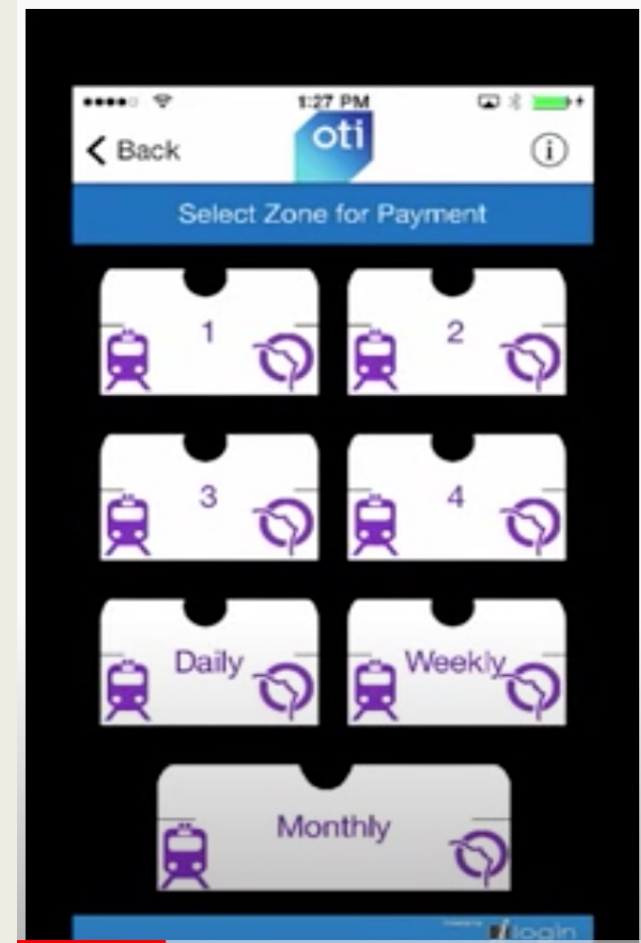 1:27 PM
Back
oti
i
Select Zone for Payment
1
2
3
4
Daily
Weekly
Monthly
login